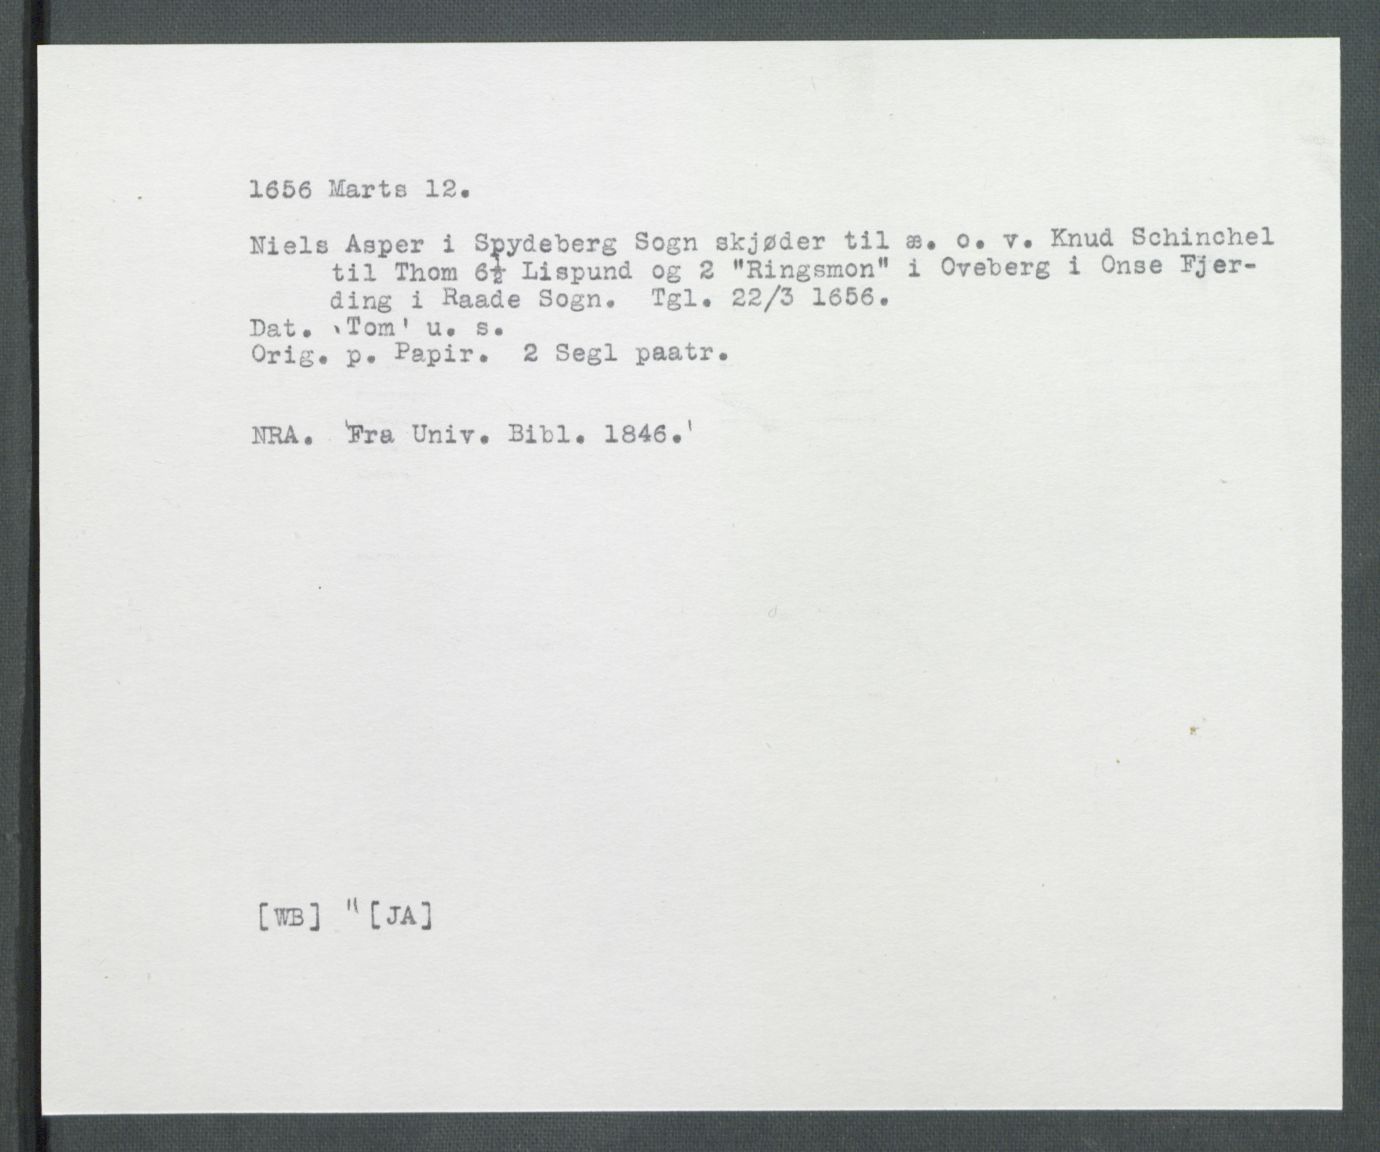 1656 Marts 12.
Niels Asper i Spydeberg Sogn skjøder til æ. o. v. Knud Schinchel
til Thom 6½ Lispund og 2 "Ringsmon" i Oveberg i Onse Fjer-
ding i Raade Sogn. Tgl. 22/3 1656.
Dat. 'Tom' u. s.
Orig. p. Papir. 2 Segl paatr.
NRA. 'Fra Univ. Bibl. 1846.'
[WB] "[JA]